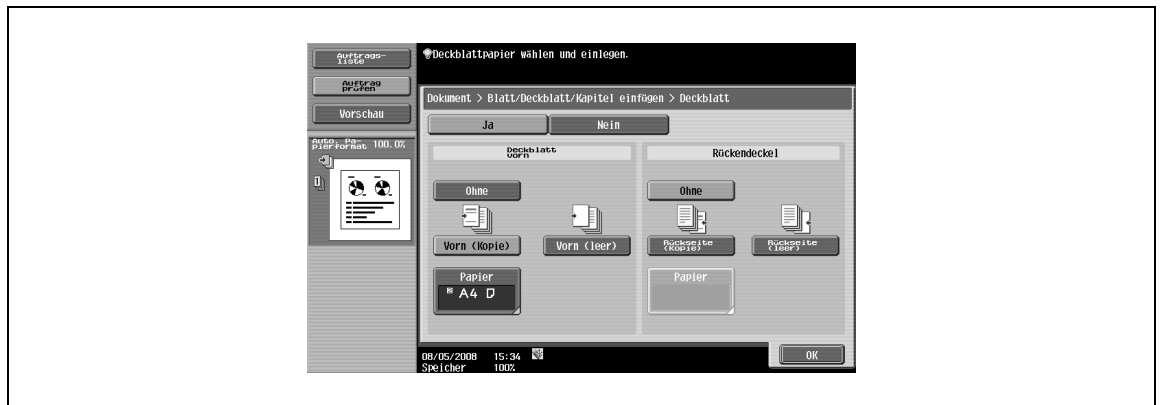 Auftrags-
liste
Auftrag
prüfen
Vorschau
Auto. Pa-
pierformat 100.0%
Deckblattpapier wählen und einlegen.
Dokument > Blatt/Deckblatt/Kapitel einfügen > Deckblatt
Ja Nein
Deckblatt
vorn
Ohne
Vorn (Kopie) Vorn (leer)
Papier
A4
Rückendeckel
Ohne
Rückseite
(Kopie)
Rückseite
(leer)
Papier
08/05/2008 15:34
Speicher 100%
OK